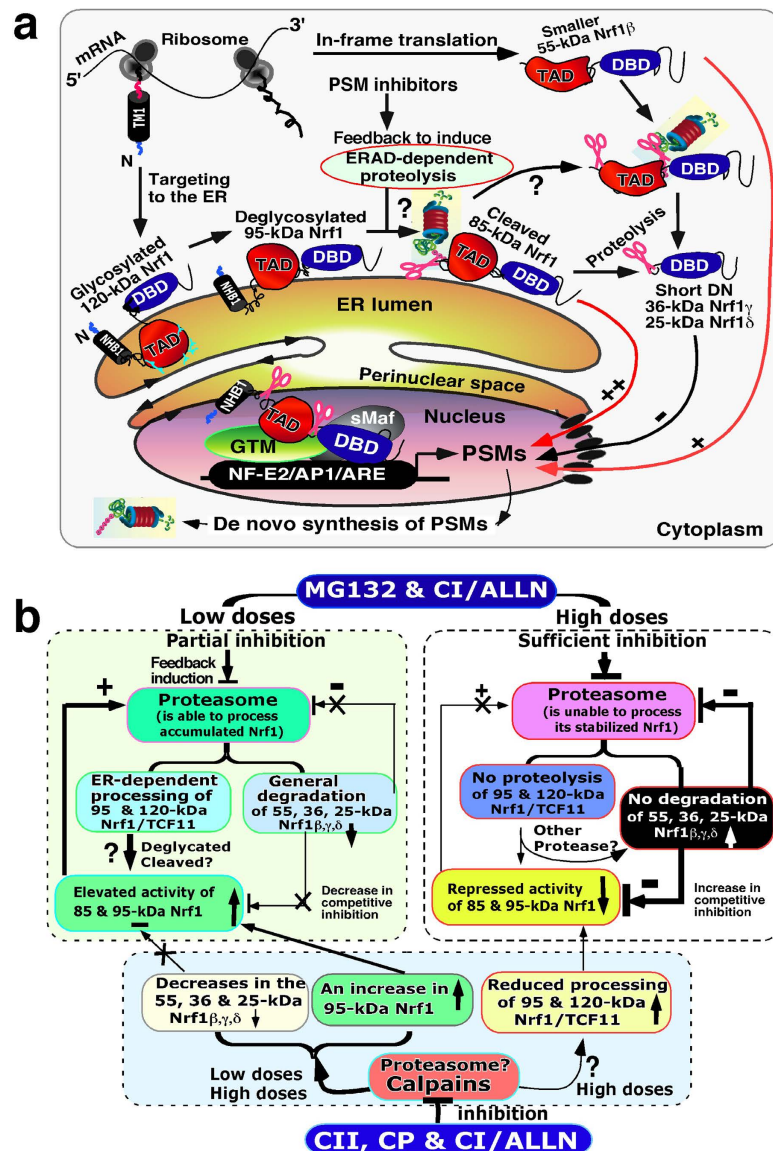 a
mRNA
Ribosome
3'
5'
In-frame translation
Smaller
55-kDa Nrf1β
TAD
DBD
TM1
N
PSM inhibitors
Feedback to induce
ERAD-dependent
proteolysis
?
?
TAD
DBD
Targeting
to the ER
Deglycosylated
95-kDa Nrf1
Cleaved
85-kDa Nrf1
Proteolysis
Glycosylated
120-kDa Nrf1
DBD
NHB1
TAD
DBD
TAD
DBD
DBD
Short DN
36-kDa Nrf1γ
25-kDa Nrf1δ
N
NHB1
TAD
ER lumen
Perinuclear space
NHB1
TAD
sMaf
Nucleus
GTM
DBD
NF-E2/AP1/ARE
PSMs
++
-
+
De novo synthesis of PSMs
Cytoplasm
b
MG132 & CI/ALLN
Low doses
High doses
Partial inhibition
Sufficient inhibition
Feedback
induction
+
-
Proteasome
(is able to process
accumulated Nrf1)
ER-dependent
processing of
95 & 120-kDa
Nrf1/TCF11
General
degradation
of 55, 36, 25-kDa
Nrf1β,γ,δ
?
Deglycated
Cleaved?
Elevated activity of
85 & 95-kDa Nrf1
Decrease in
competitive
inhibition
+
-
Proteasome
(is unable to process
its stabilized Nrf1)
No proteolysis
of 95 & 120-kDa
Nrf1/TCF11
No degradation
of 55, 36, 25-kDa
Nrf1β,γ,δ
Other
Protease?
Repressed activity
of 85 & 95-kDa Nrf1
-
Increase in
competitive
inhibition
Decreases in the
55, 36 & 25-kDa
Nrf1β,γ,δ
An increase in
95-kDa Nrf1
Reduced processing
of 95 & 120-kDa
Nrf1/TCF11
Low doses
High doses
Proteasome?
Calpains
?
High doses
inhibition
CII, CP & CI/ALLN